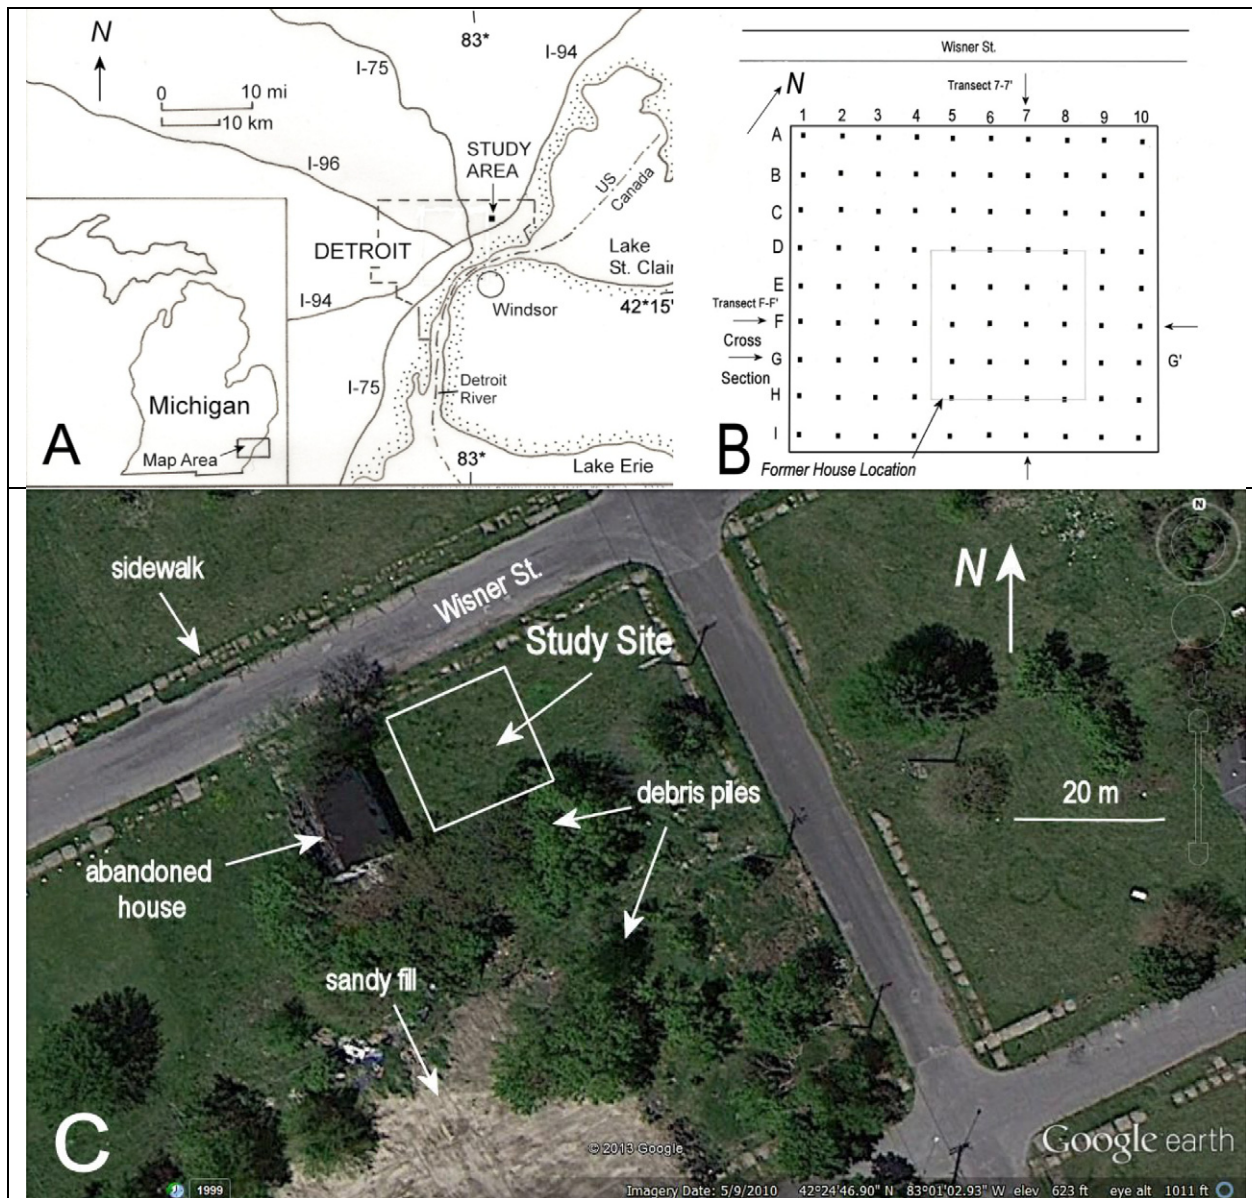 N
83*
I-94
I-75
0 10 mi
10 km
STUDY
AREA
I-96
US
Canada
DETROIT
Lake
St. Clair
I-94
Windsor
42*15'
I-75
Detroit
River
Michigan
Map Area
A
83*
Lake Erie
Wisner St.
N
Transect 7-7'
1 2 3 4 5 6 7 8 9 10
A
B
C
D
E
Transect F-F'
F
Cross
G
G'
Section
H
I
B
Former House Location
sidewalk
Wisner St.
N
N
Study Site
debris piles
20 m
abandoned
house
sandy fill
C
© 2013 Google
Google earth
1999
Imagery Date: 5/9/2010 42°24'46.90" N 83°01'02.93" W elev 623 ft eye alt 1011 ft